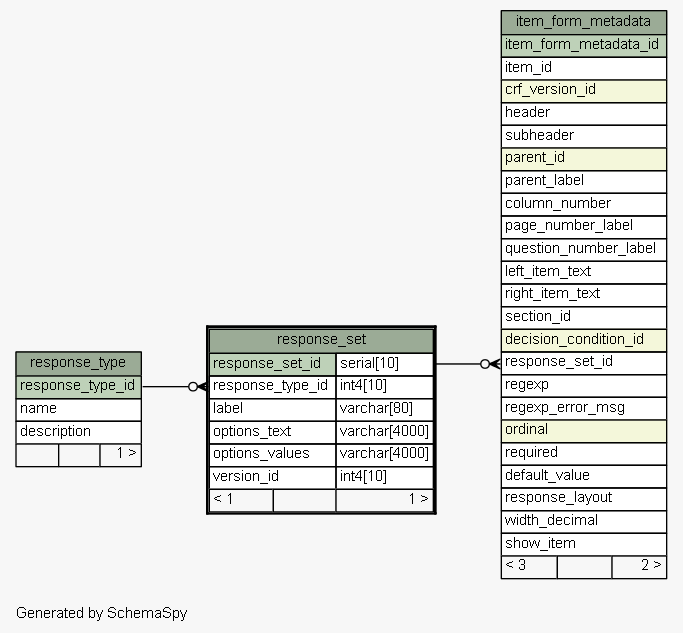 item_form_metadata
item_form_metadata_id
item_id
crf_version_id
header
subheader
parent_id
parent_label
column_number
page_number_label
question_number_label
left_item_text
right_item_text
section_id
decision_condition_id
response_set_id
regexp
regexp_error_msg
ordinal
required
default_value
response_layout
width_decimal
show_item
< 3 2 >
response_set
response_set_id serial[10]
response_type_id int4[10]
label varchar[80]
options_text varchar[4000]
options_values varchar[4000]
version_id int4[10]
< 1 1 >
response_type
response_type_id
name
description
1 >
Generated by SchemaSpy